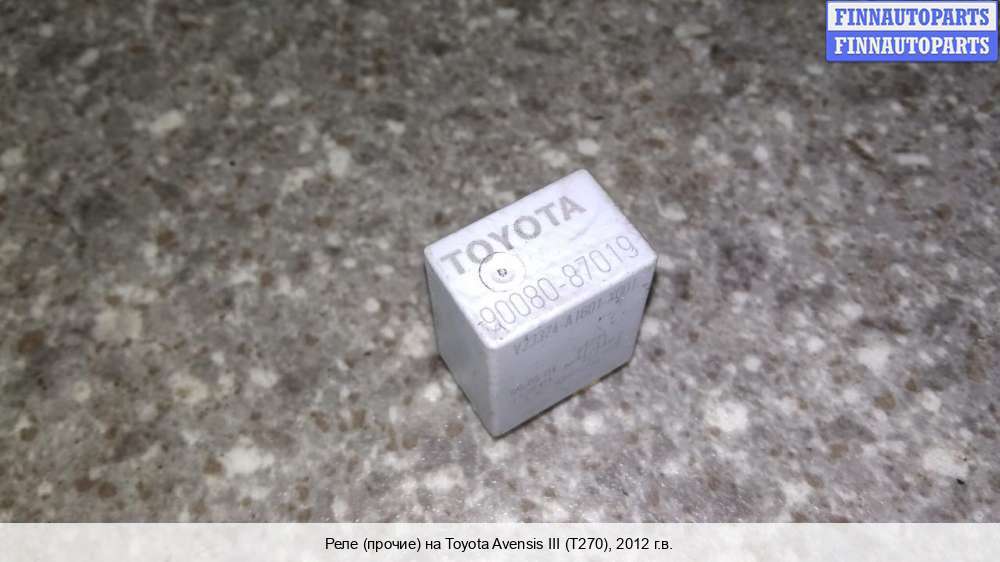 FINNAUTOPARTS
FINNAUTOPARTS
TOYOTA
90080-87019
Реле (прочие) на Toyota Avensis III (T270), 2012 г.в.